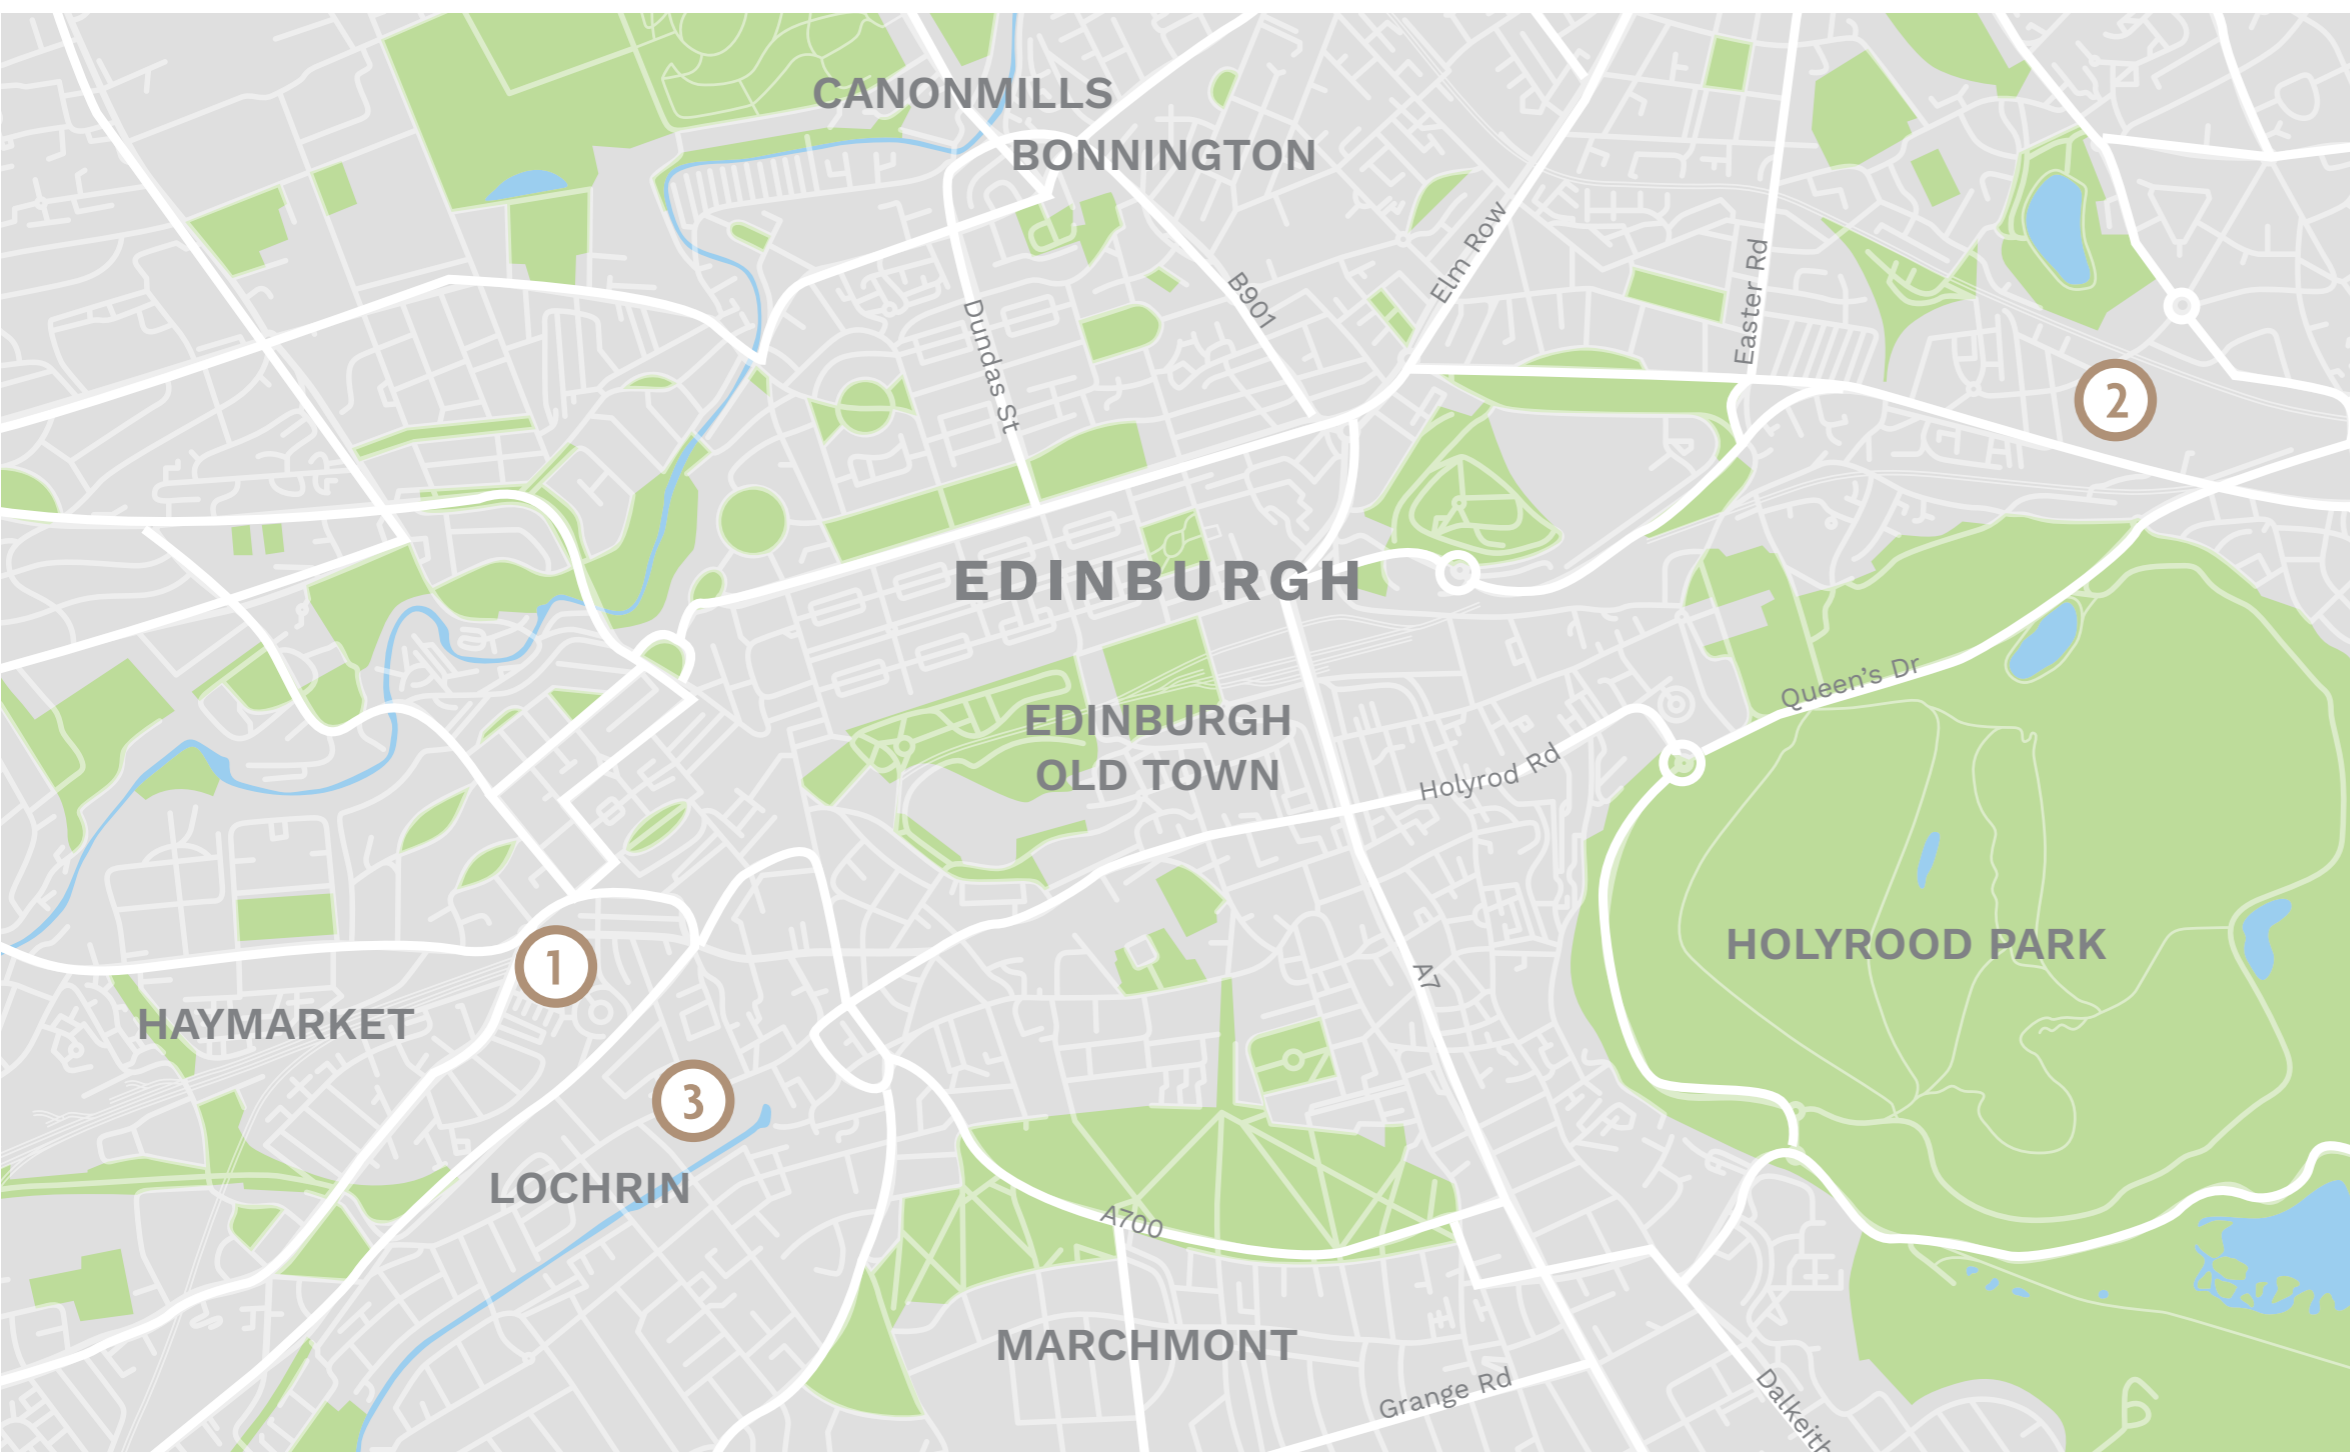 CANONMILLS
BONNINGTON
Elm Row
Easter Rd
B901
Dundas St
2
EDINBURGH
Queen's Dr
EDINBURGH
OLD TOWN
Holyrod Rd
HOLYROOD PARK
1
A7
HAYMARKET
3
LOCHRIN
A700
MARCHMONT
Grange Rd
Dalkeith